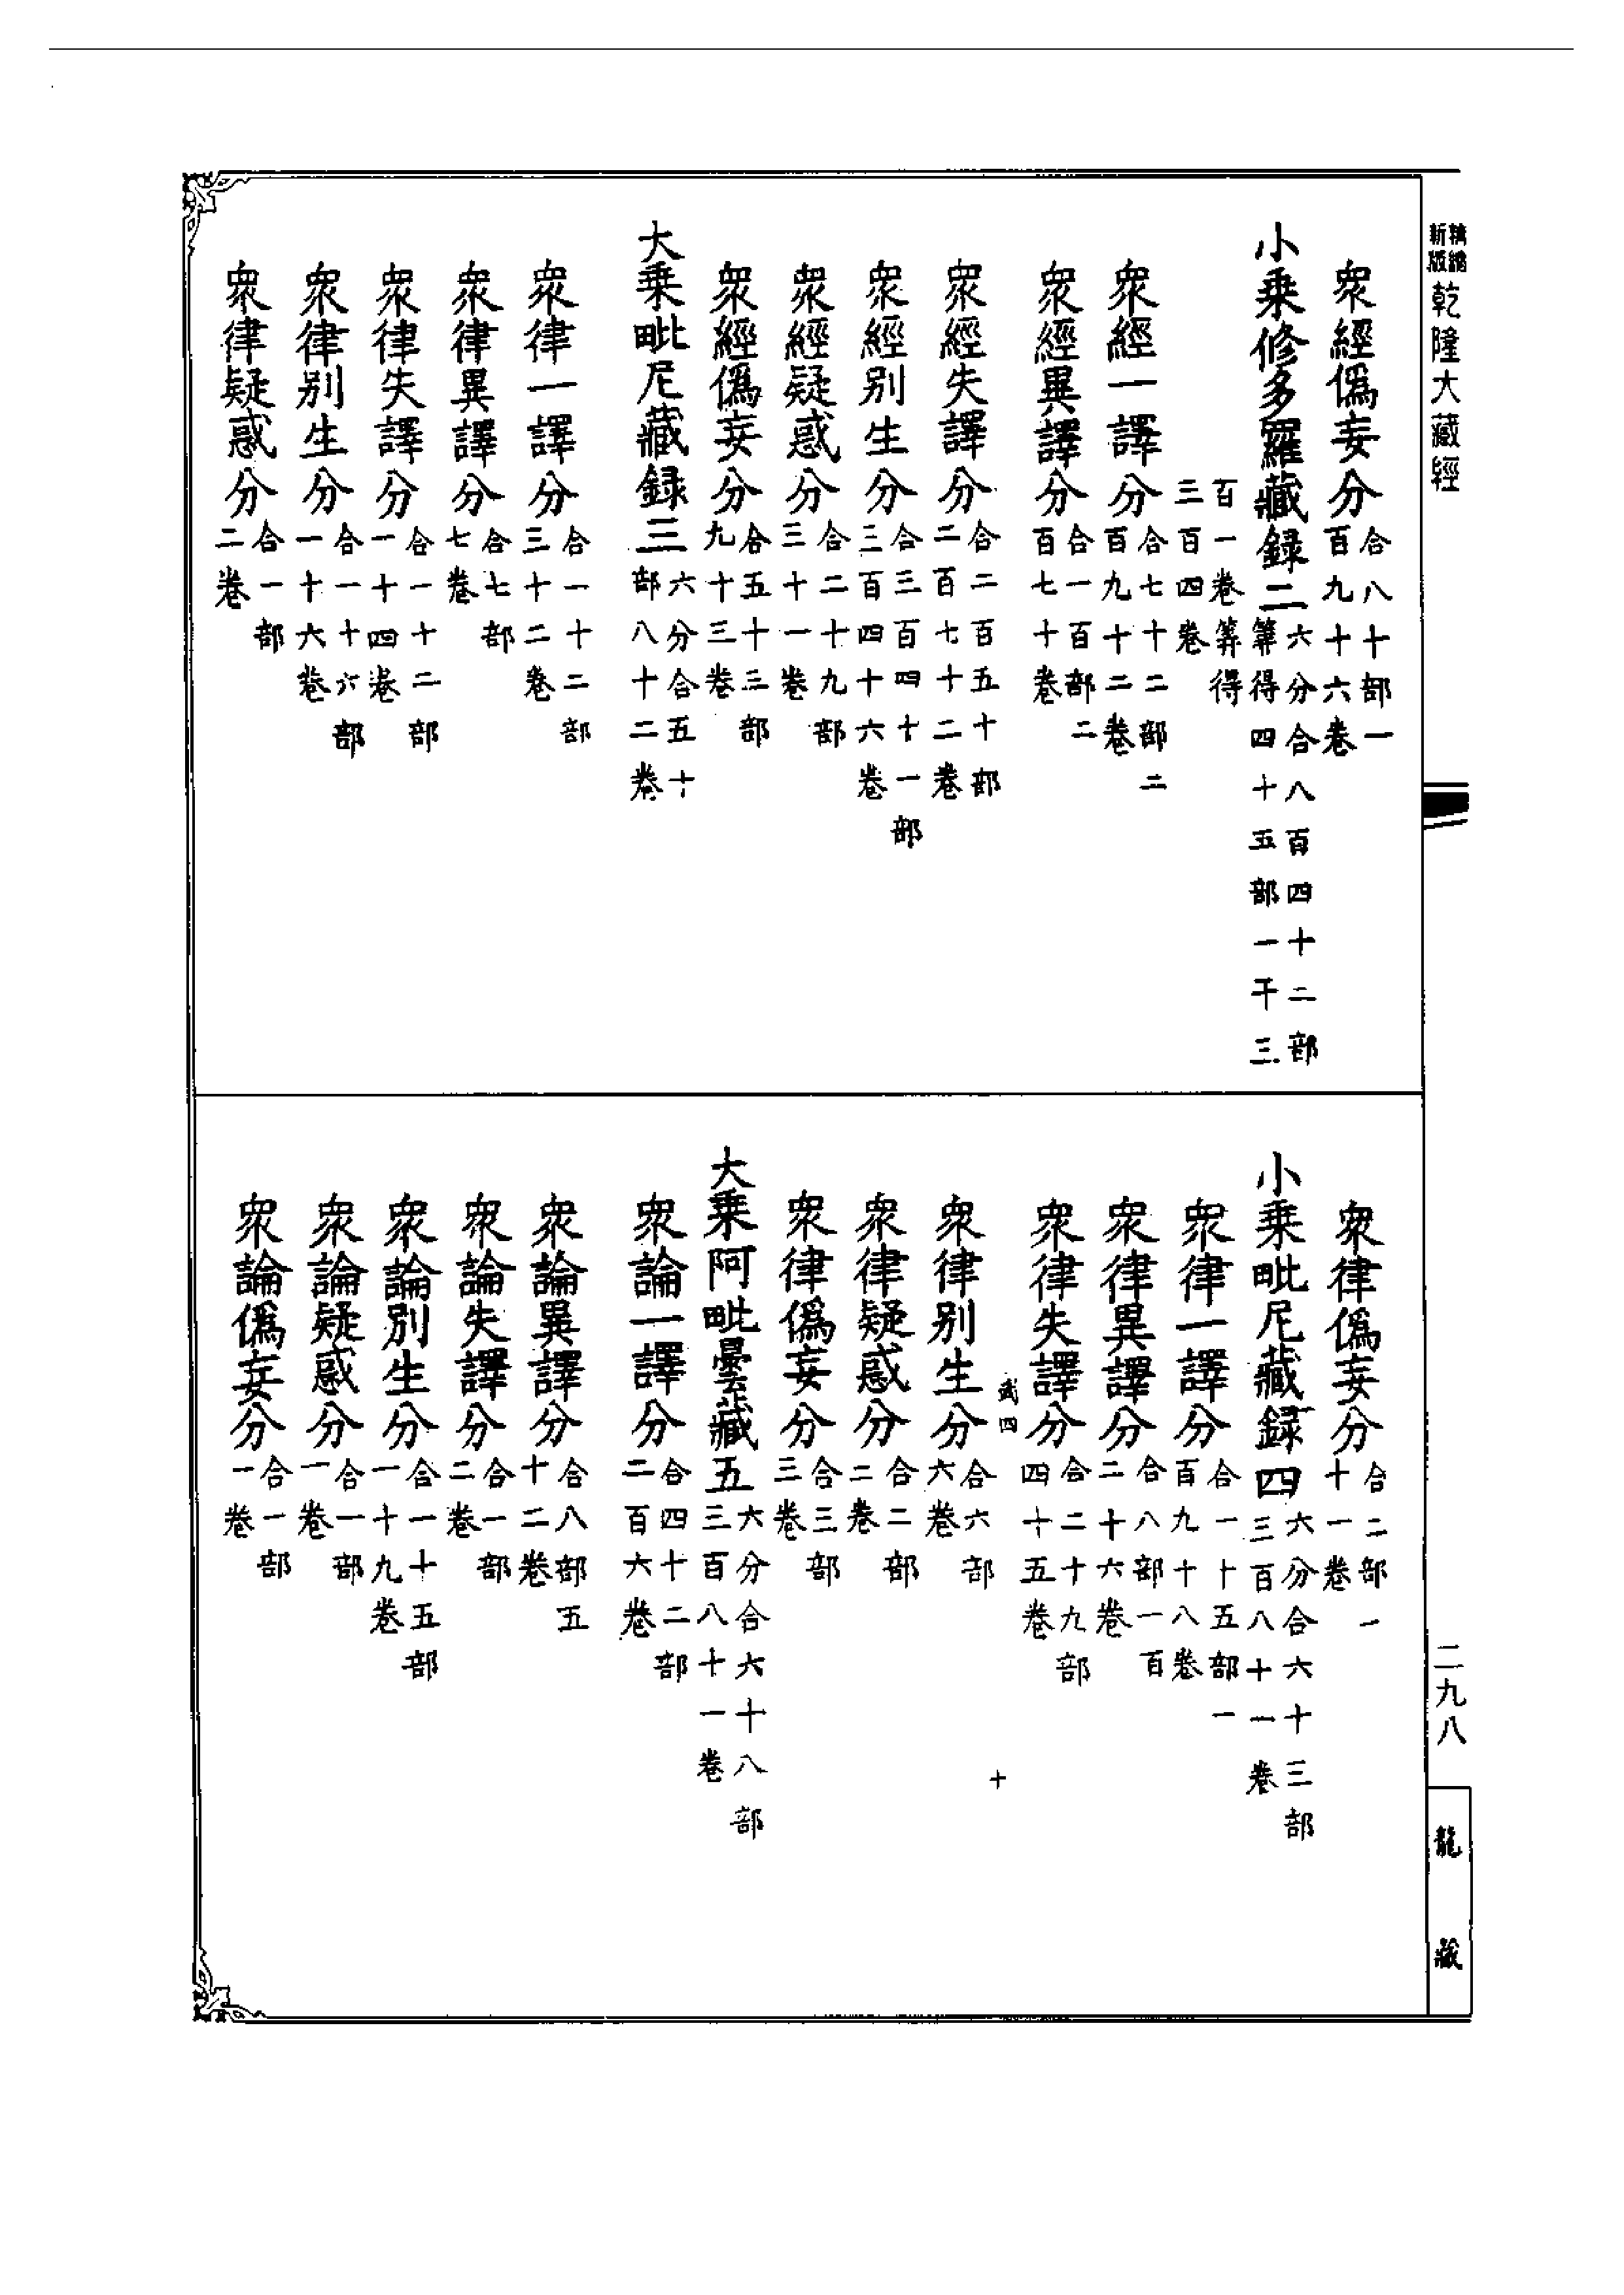 精縮新版乾隆大藏經
衆經僞妄分合八十部一百九十六卷
小乗修多羅藏録二六分合八百四十二部筭得四十五部一千三
百一卷筭得三百四卷
衆經一譯分合七十二部二百九十二卷
衆經異譯分合一百部二百七十卷
衆經失譯分合二百五十部二百七十二卷
衆經别生分合三百四十一部三百四十六卷
衆經疑惑分合二十九部三十一卷
衆經僞妄分合五十三部九十三卷
大乗毗尼藏録三六分合五十部八十二卷
衆律一譯分合一十二部三十二卷
衆律異譯分合七部七卷
衆律失譯分合一十二部一十四卷
衆律别生分合一十六部一十六卷
衆律疑惑分合一部二卷
衆律僞妄分合二部一十一卷
小乗毗尼藏録四六分合六十三部三百八十一卷
衆律一譯分合一十五部一百九十八卷
衆律異譯分合八部一百二十六卷
衆律失譯分合二十九部四十五卷
武四
十
衆律别生分合六部六卷
衆律疑惑分合二部二卷
衆律僞妄分合三部三卷
大乗阿毗曇藏五六分合六十八部三百八十一卷
衆論一譯分合四十二部二百六卷
衆論異譯分合八部五十二卷
衆論失譯分合一部二卷
衆論别生分合一十五部一十九卷
衆論疑惑分合一部一卷
衆論僞妄分合一部一卷
二九八
龍藏